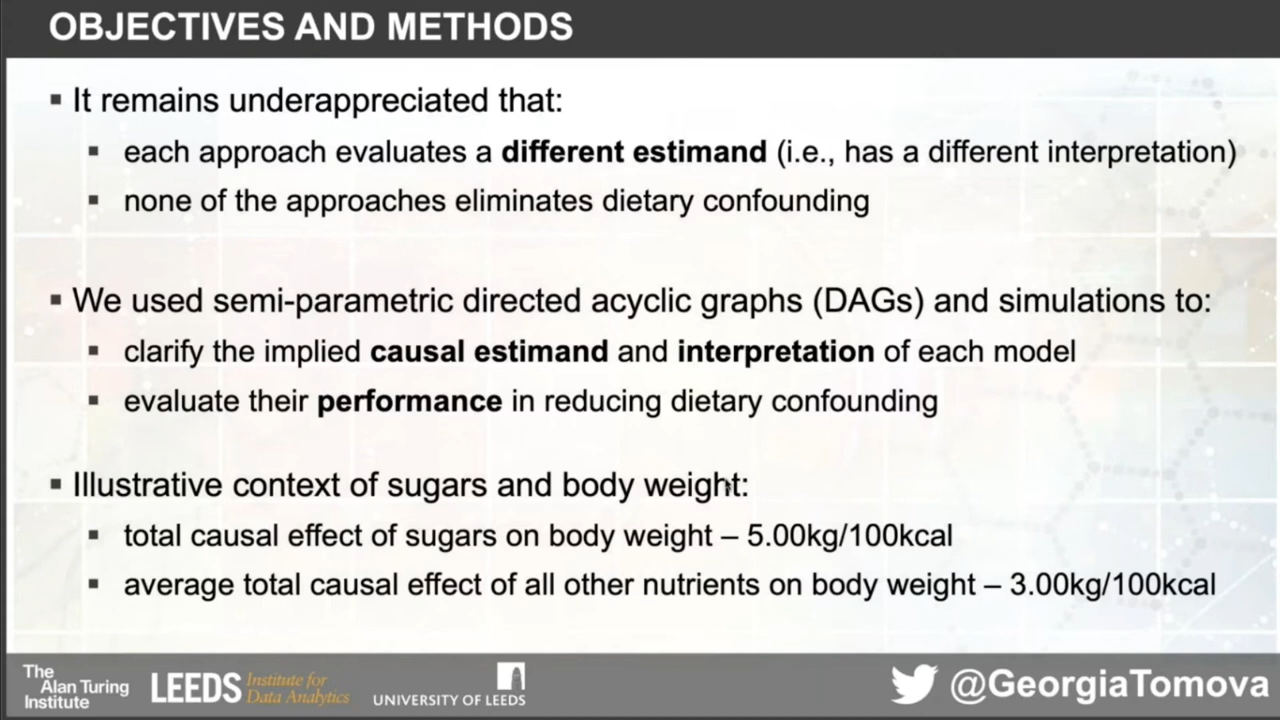 OBJECTIVES AND METHODS
▪ It remains underappreciated that:
▪ each approach evaluates a different estimand (i.e., has a different interpretation)
▪ none of the approaches eliminates dietary confounding
▪ We used semi-parametric directed acyclic graphs (DAGs) and simulations to:
▪ clarify the implied causal estimand and interpretation of each model
▪ evaluate their performance in reducing dietary confounding
▪ Illustrative context of sugars and body weight:
▪ total causal effect of sugars on body weight – 5.00kg/100kcal
▪ average total causal effect of all other nutrients on body weight – 3.00kg/100kcal
The
Alan Turing
Institute
LEEDS
Institute for
Data Analytics
UNIVERSITY OF LEEDS
@GeorgiaTomova